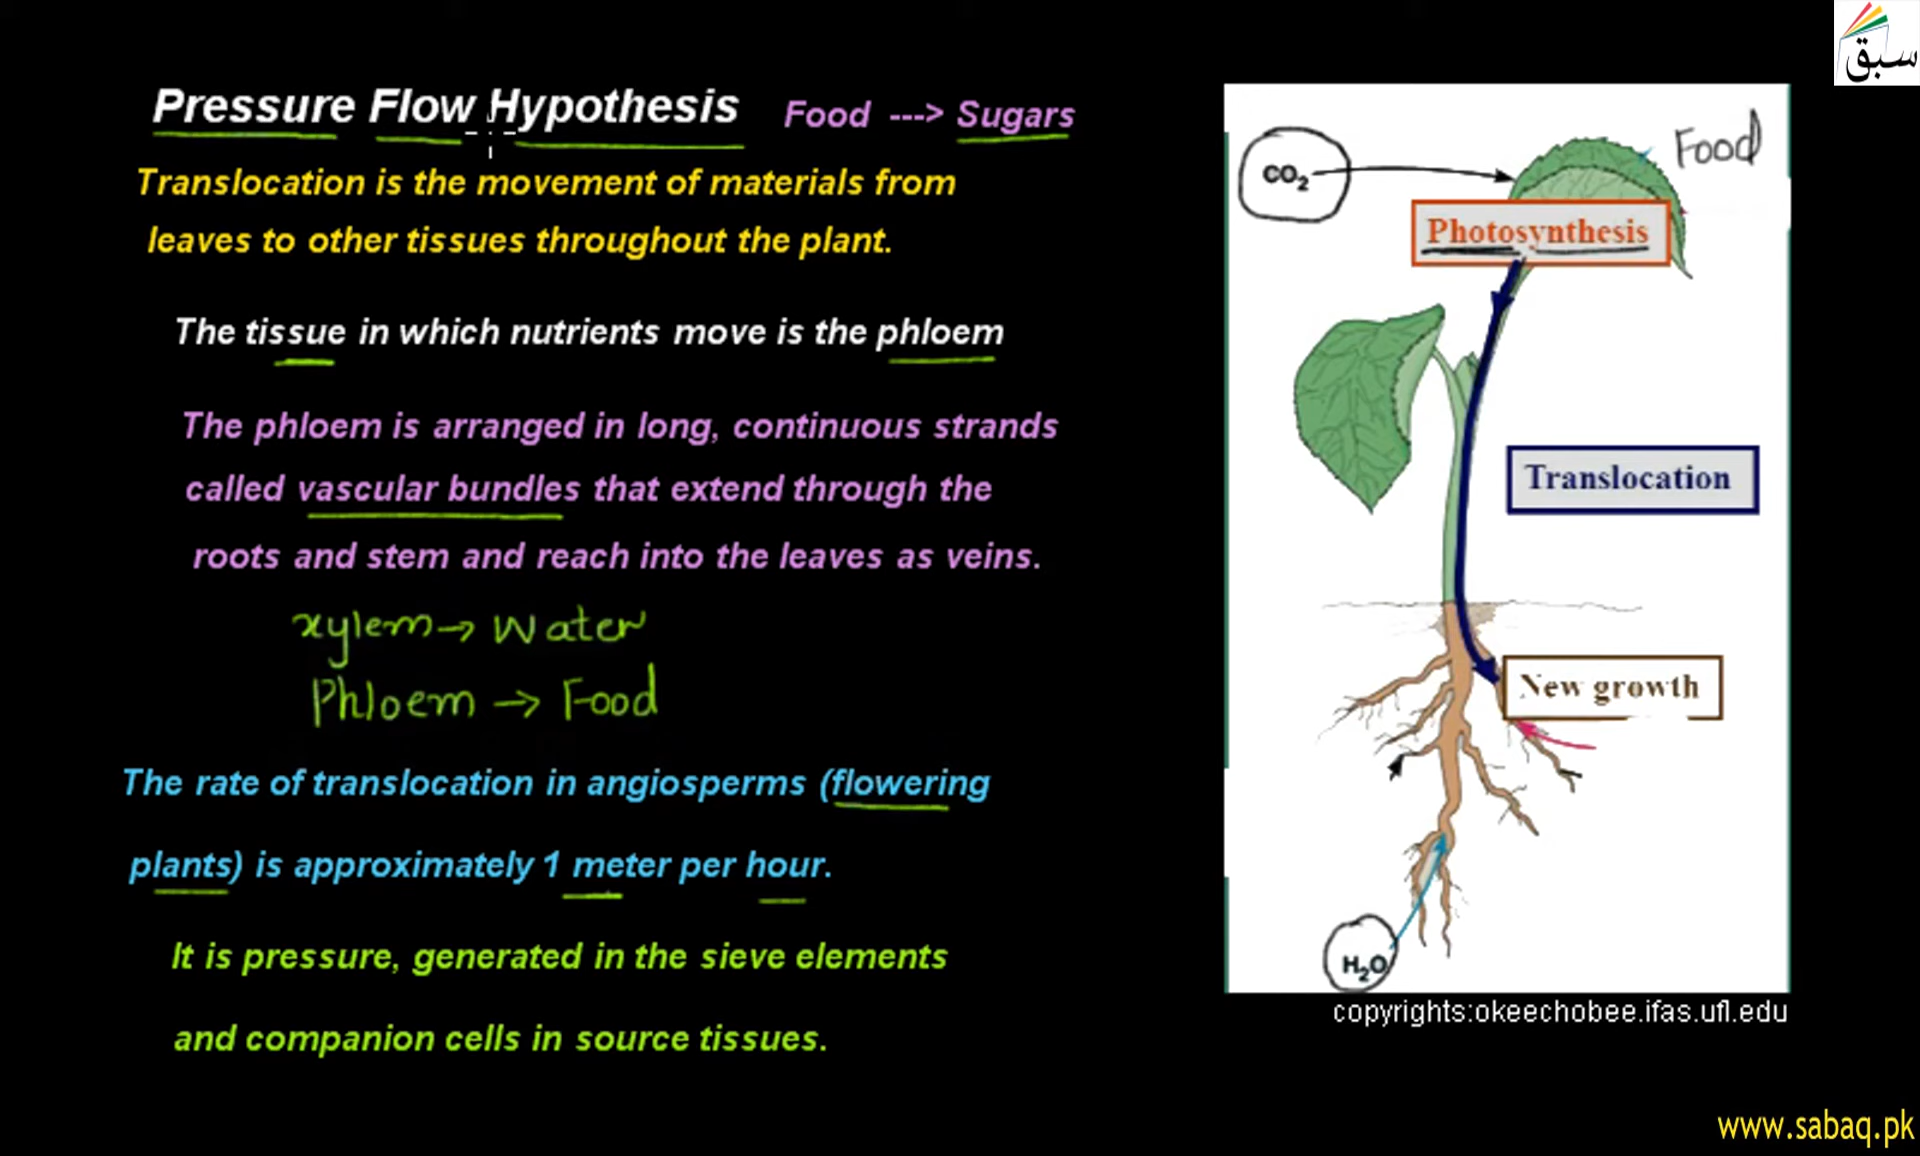 سبق
Pressure Flow Hypothesis Food ---> Sugars
Translocation is the movement of materials from
leaves to other tissues throughout the plant.
The tissue in which nutrients move is the phloem
The phloem is arranged in long, continuous strands
called vascular bundles that extend through the
roots and stem and reach into the leaves as veins.
xylem → Water
Phloem → Food
The rate of translocation in angiosperms (flowering
plants) is approximately 1 meter per hour.
It is pressure, generated in the sieve elements
and companion cells in source tissues.
Food
CO2
Photosynthesis
Translocation
New growth
H2O
copyrights:okeechobee.ifas.ufl.edu
www.sabaq.pk